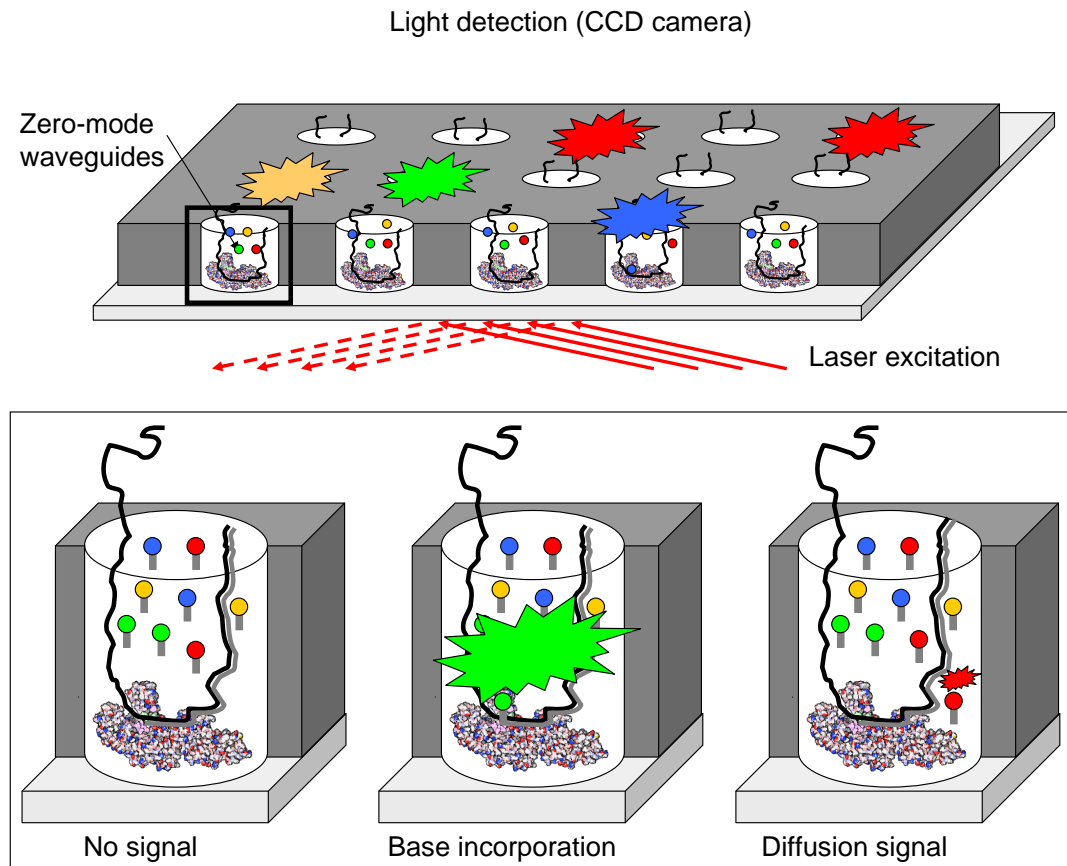 Light detection (CCD camera)
Zero-mode
waveguides
Laser excitation
No signal
Base incorporation
Diffusion signal